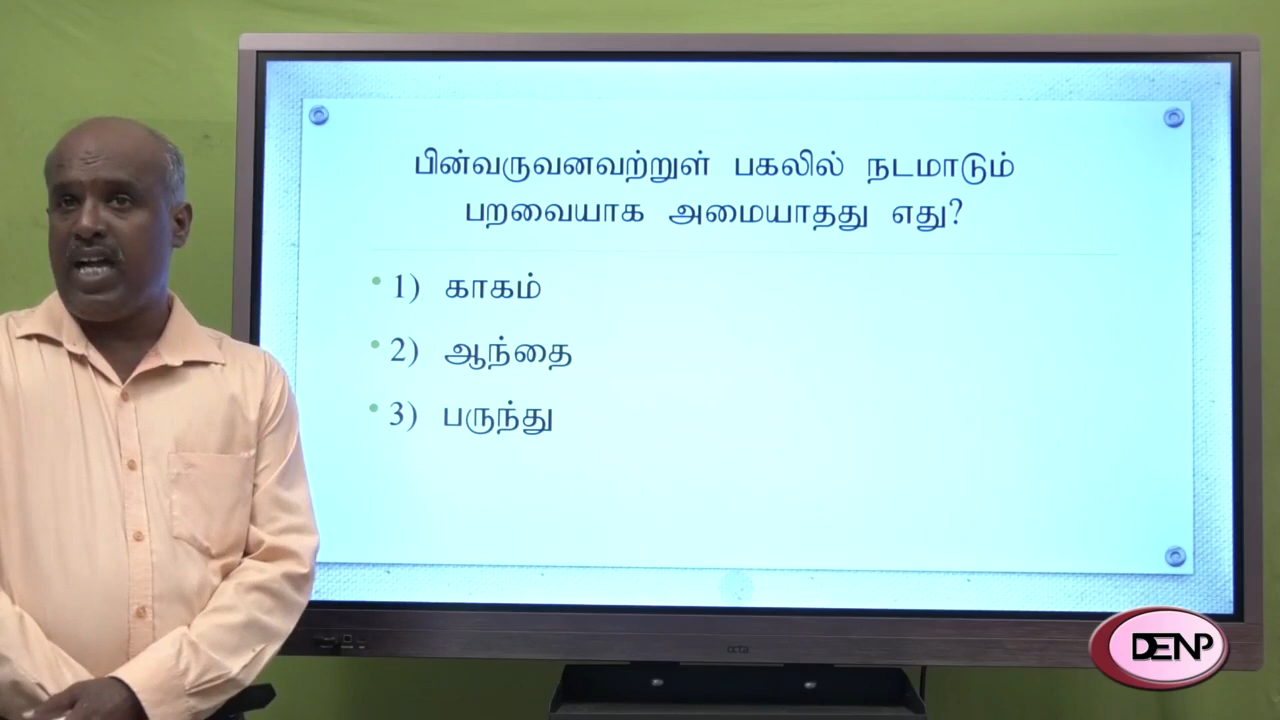 பின்வருவனவற்றுள் பகலில் நடமாடும்
பறவையாக அமையாதது எது?
1) காகம்
2) ஆந்தை
3) பருந்து
DENP